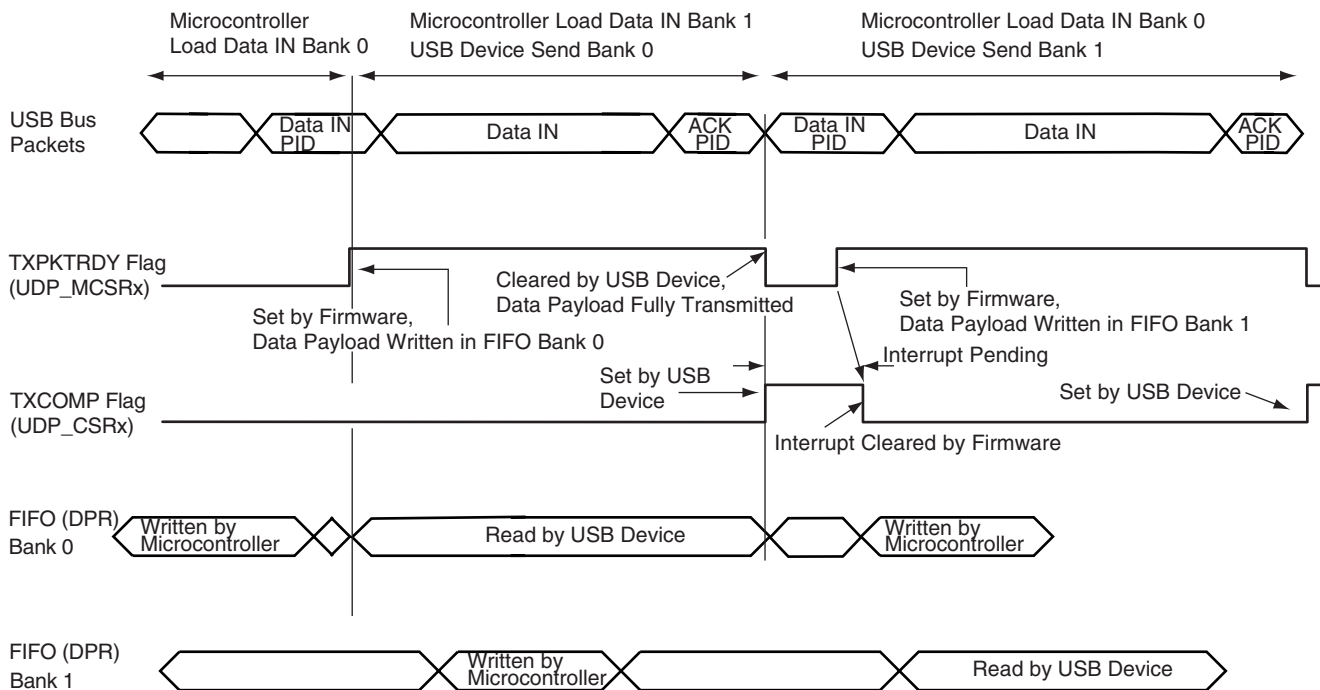 Microcontroller
Load Data IN Bank 0
Microcontroller Load Data IN Bank 1
USB Device Send Bank 0
Microcontroller Load Data IN Bank 0
USB Device Send Bank 1
USB Bus
Packets
Data IN
PID
Data IN
ACK
PID
Data IN
PID
Data IN
ACK
PID
TXPKTRDY Flag
(UDP_MCSRx)
Set by Firmware,
Data Payload Written in FIFO Bank 0
Cleared by USB Device,
Data Payload Fully Transmitted
Set by Firmware,
Data Payload Written in FIFO Bank 1
Interrupt Pending
TXCOMP Flag
(UDP_CSRx)
Set by USB
Device
Set by USB Device
Interrupt Cleared by Firmware
FIFO (DPR)
Bank 0
Written by
Microcontroller
Read by USB Device
Written by
Microcontroller
FIFO (DPR)
Bank 1
Written by
Microcontroller
Read by USB Device